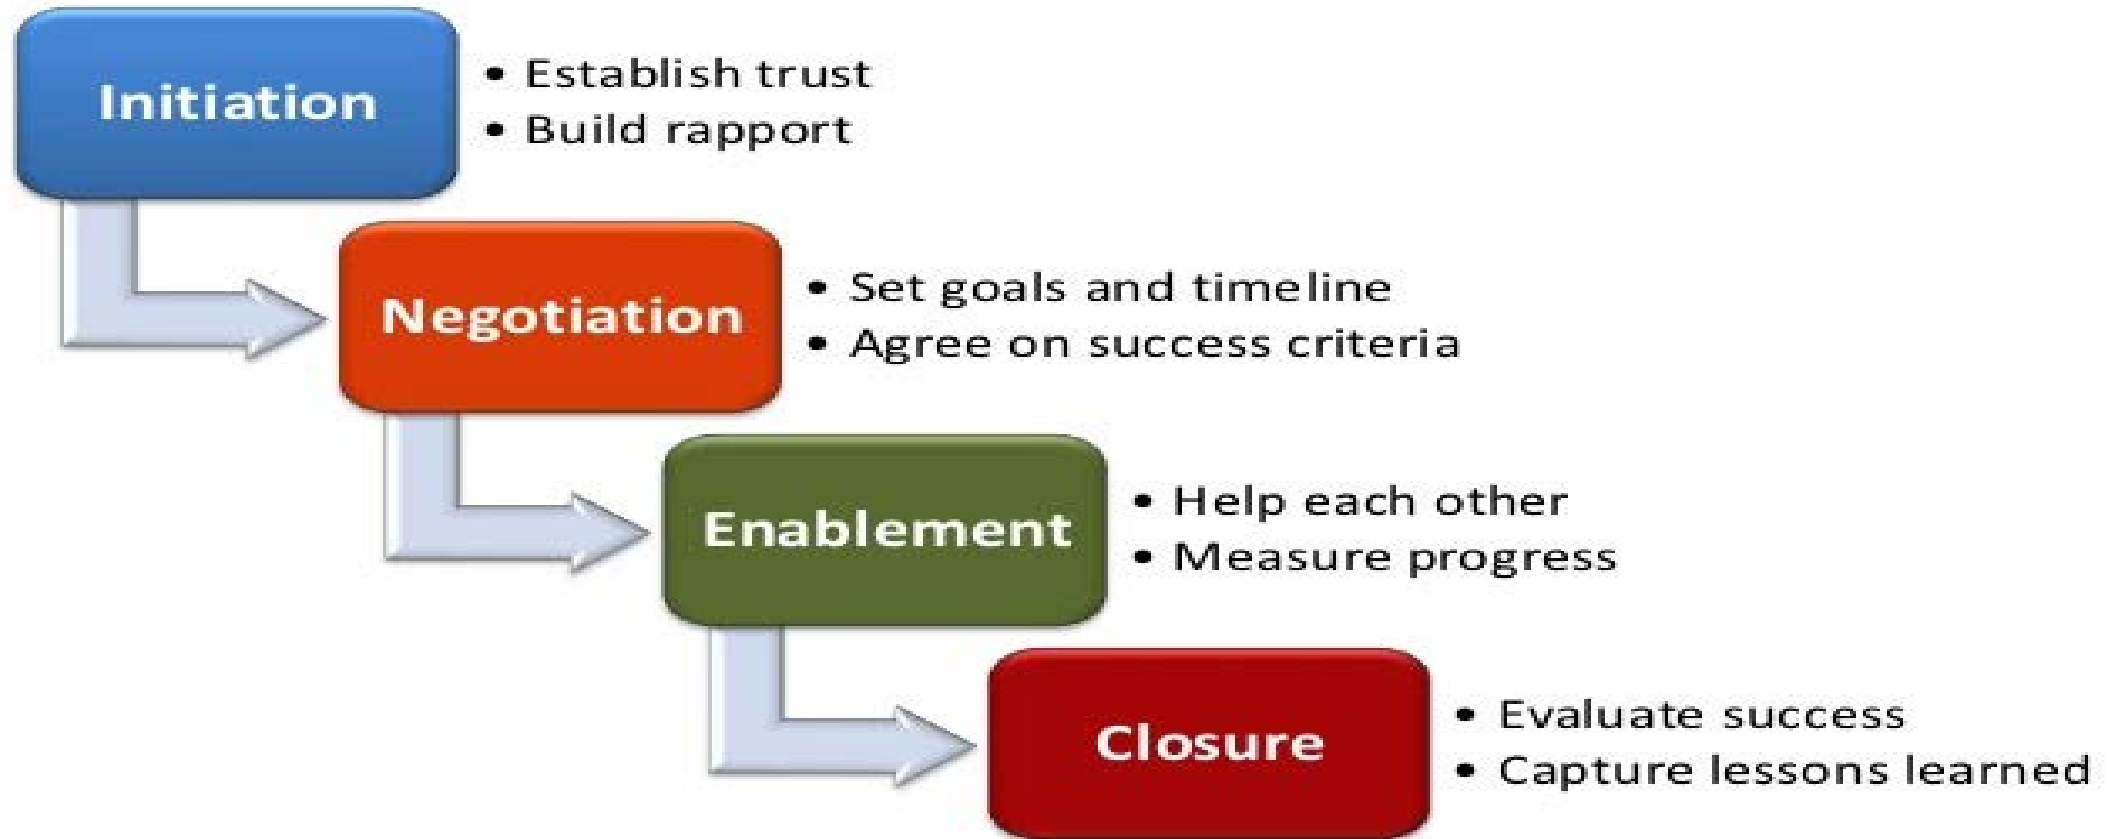 Initiation
• Establish trust
• Build rapport
Negotiation
• Set goals and timeline
• Agree on success criteria
Enablement
• Help each other
• Measure progress
Closure
• Evaluate success
• Capture lessons learned